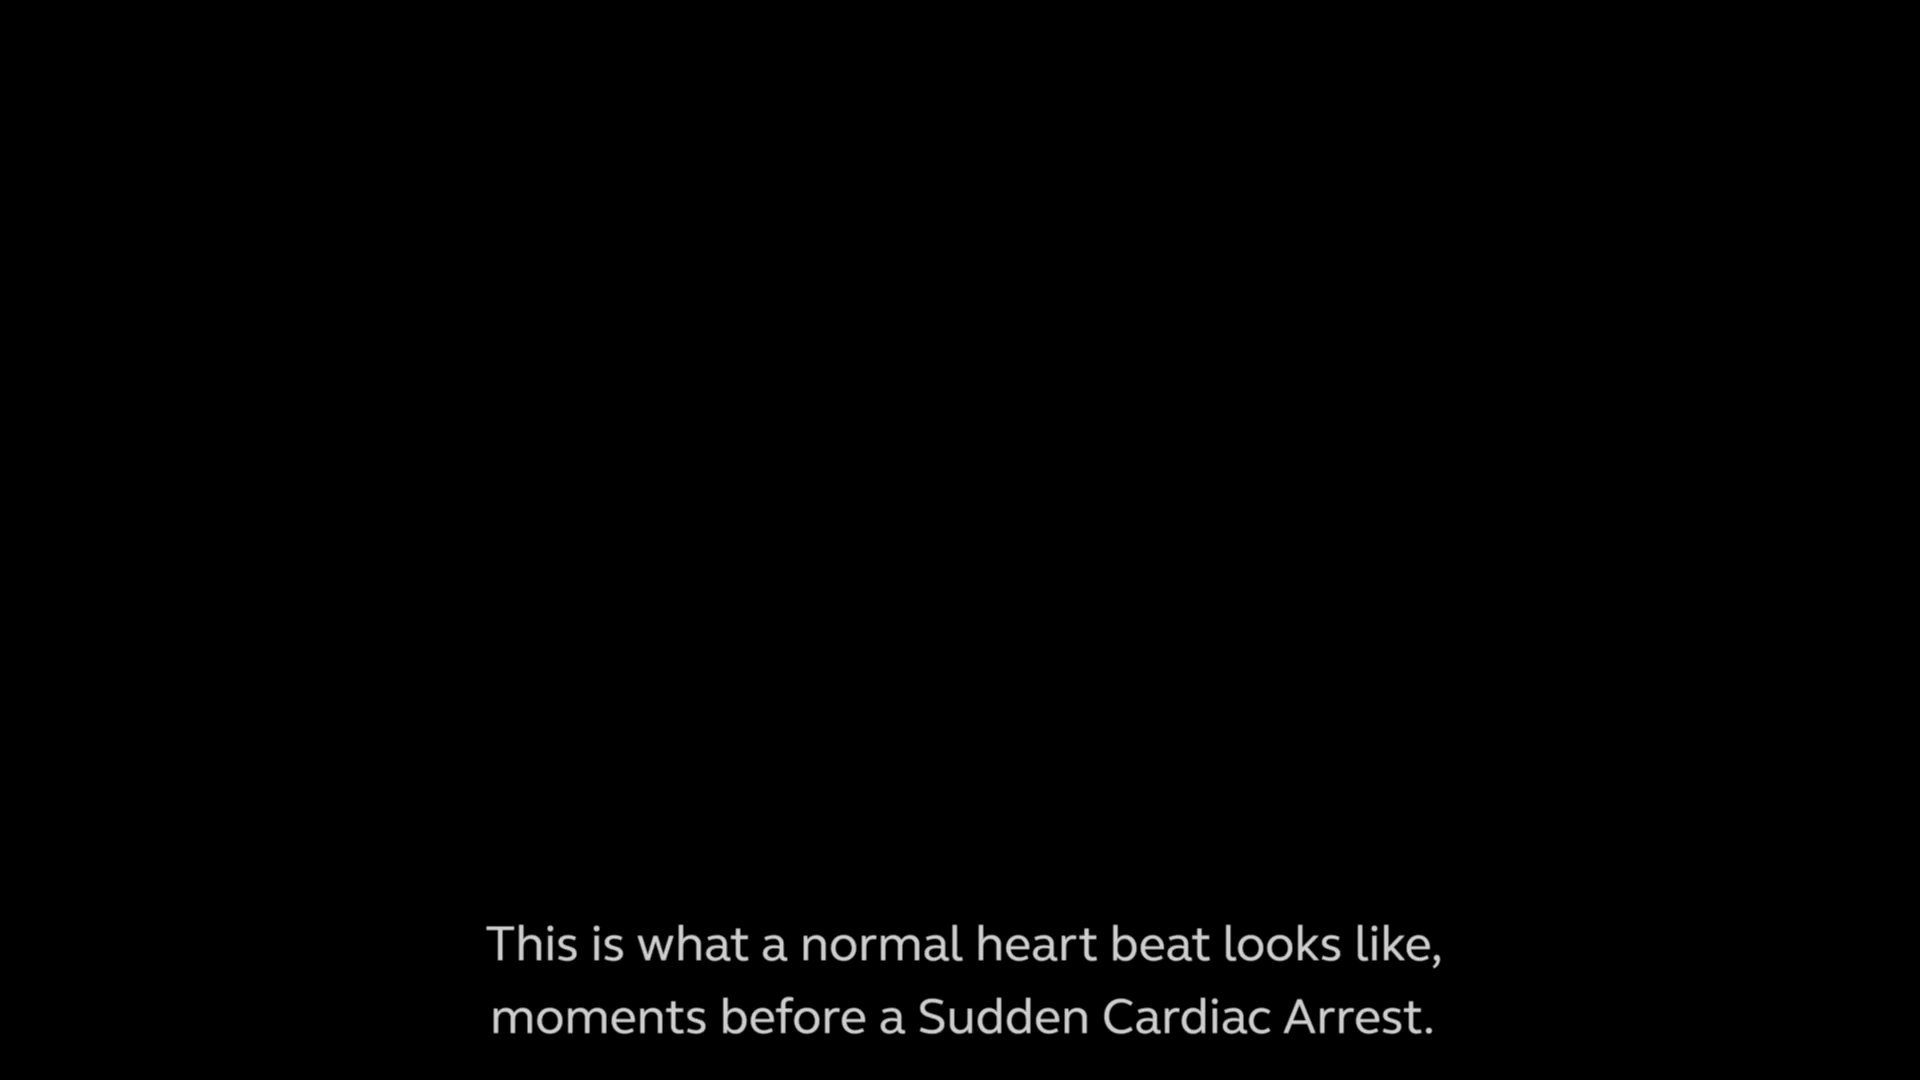 This is what a normal heart beat looks like,
moments before a Sudden Cardiac Arrest.